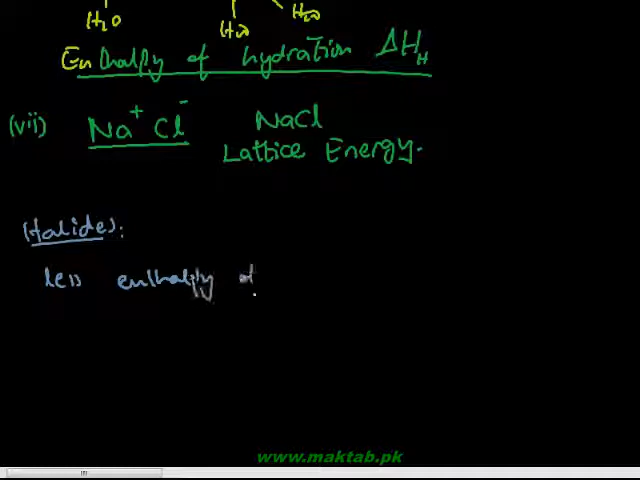 H₂O H₂O H₂O
Enthalpy of hydration ΔH_H
(vii) Na⁺ Cl⁻ NaCl
Lattice Energy.
Halides:
less enthalpy of
www.maktab.pk